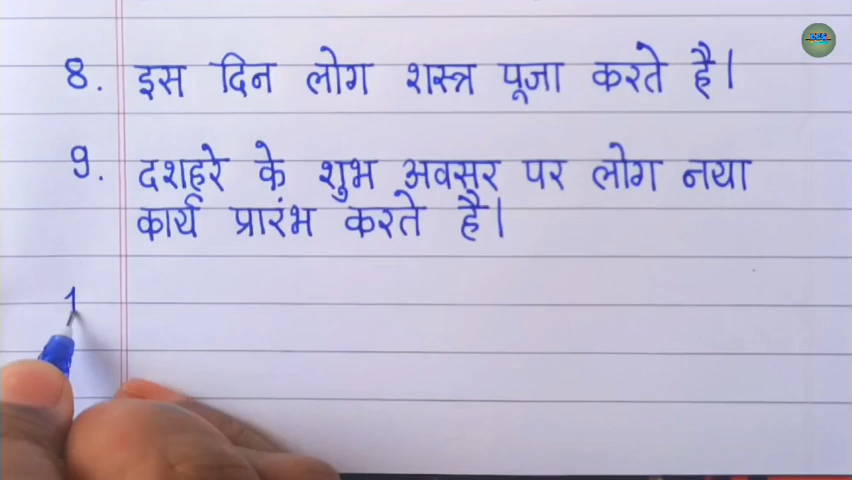 8. इस दिन लोग शस्त्र पूजा करते है।
9. दशहरे के शुभ अवसर पर लोग नया
कार्य प्रारंभ करते है।
1